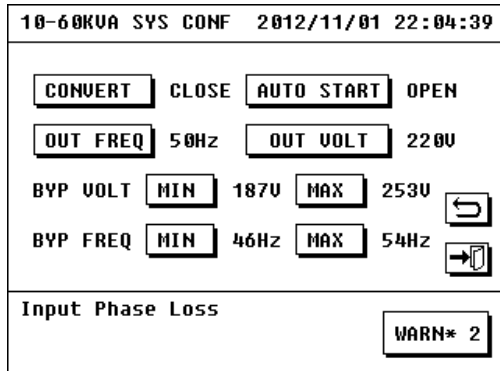 10-60KVA SYS CONF 2012/11/01 22:04:39
CONVERT CLOSE AUTO START OPEN
OUT FREQ 50Hz OUT VOLT 220V
BYP VOLT MIN 187V MAX 253V
BYP FREQ MIN 46Hz MAX 54Hz
Input Phase Loss
WARN* 2